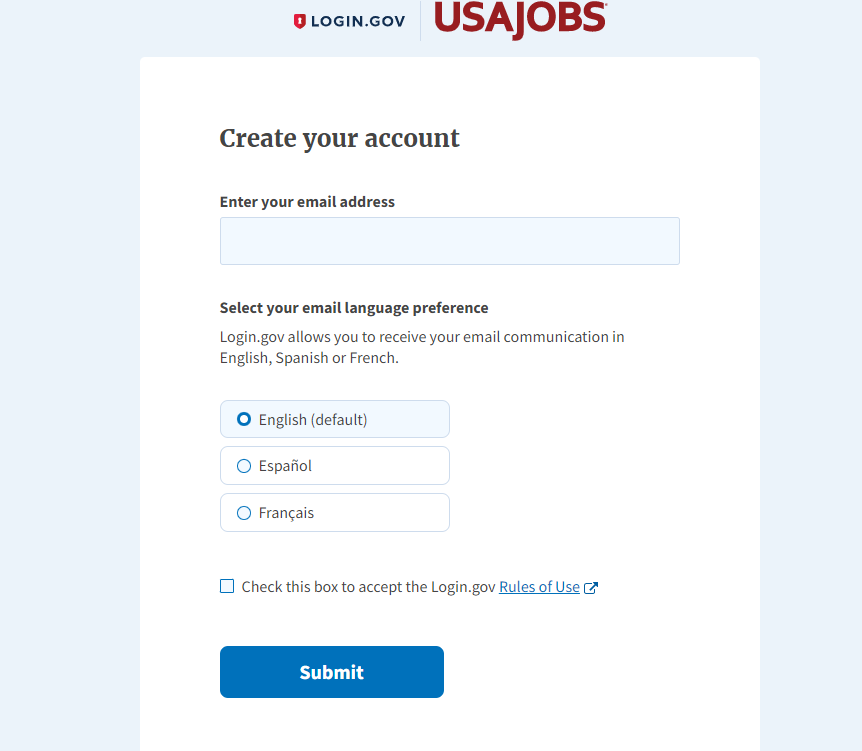 LOGIN.GOV USAJOBS
Create your account
Enter your email address
Select your email language preference
Login.gov allows you to receive your email communication in
English, Spanish or French.
English (default)
Español
Français
Check this box to accept the Login.gov Rules of Use
Submit